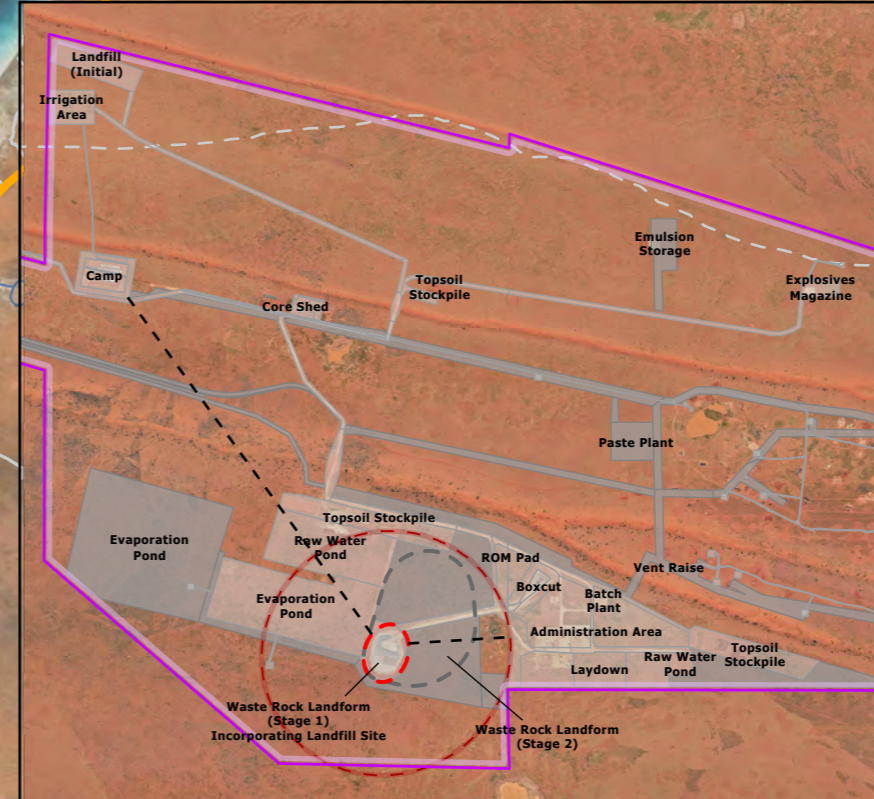 Landfill
(Initial)
Irrigation
Area
Emulsion
Storage
Camp
Topsoil
Stockpile
Explosives
Magazine
Core Shed
Paste Plant
Topsoil Stockpile
Evaporation
Pond
Raw Water
Pond
ROM Pad
Vent Raise
Boxcut
Batch
Plant
Evaporation
Pond
Administration Area
Topsoil
Stockpile
Raw Water
Pond
Laydown
Waste Rock Landform
(Stage 1)
Incorporating Landfill Site
Waste Rock Landform
(Stage 2)